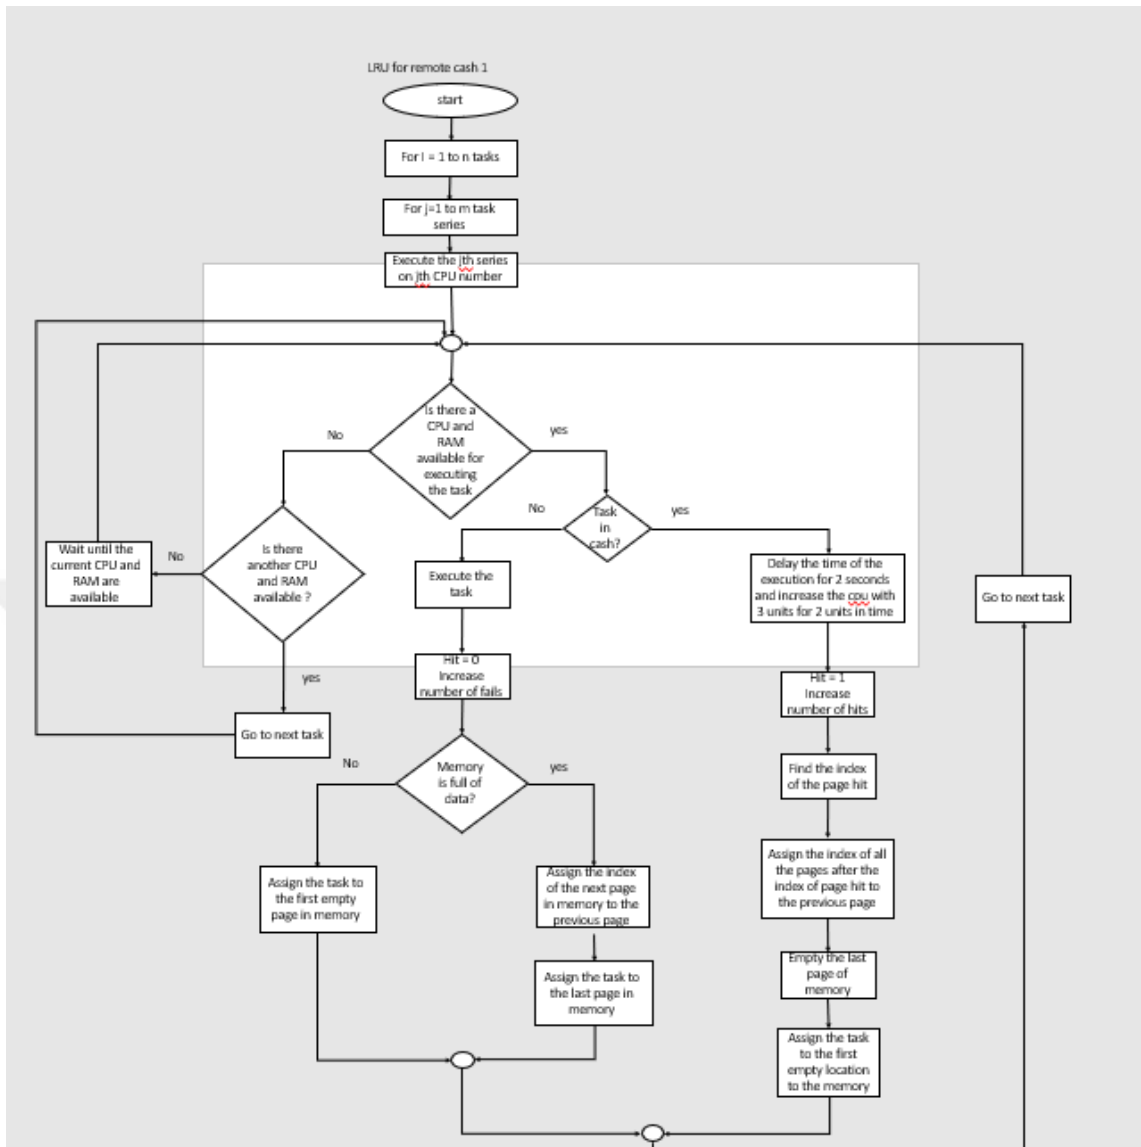 LRU for remote cash 1
start
For I = 1 to n tasks
For j=1 to m task
series
Execute the jth series
on jth CPU number
Is there a
CPU and
RAM
available for
executing
the task
No
yes
Task
in
cash?
No
yes
Is there
another CPU
and RAM
available ?
No
yes
Wait until the
current CPU and
RAM are
available
Execute the
task
Delay the time of the
execution for 2 seconds
and increase the cpu with
3 units for 2 units in time
Go to next task
Hit = 0
Increase
number of fails
Hit = 1
Increase
number of hits
Go to next task
Memory
is full of
data?
No
yes
Find the index
of the page hit
Assign the task to
the first empty
page in memory
Assign the index
of the next page
in memory to the
previous page
Assign the index of all
the pages after the
index of page hit to
the previous page
Assign the task to
the last page in
memory
Empty the last
page of
memory
Assign the task
to the first
empty location
to the memory